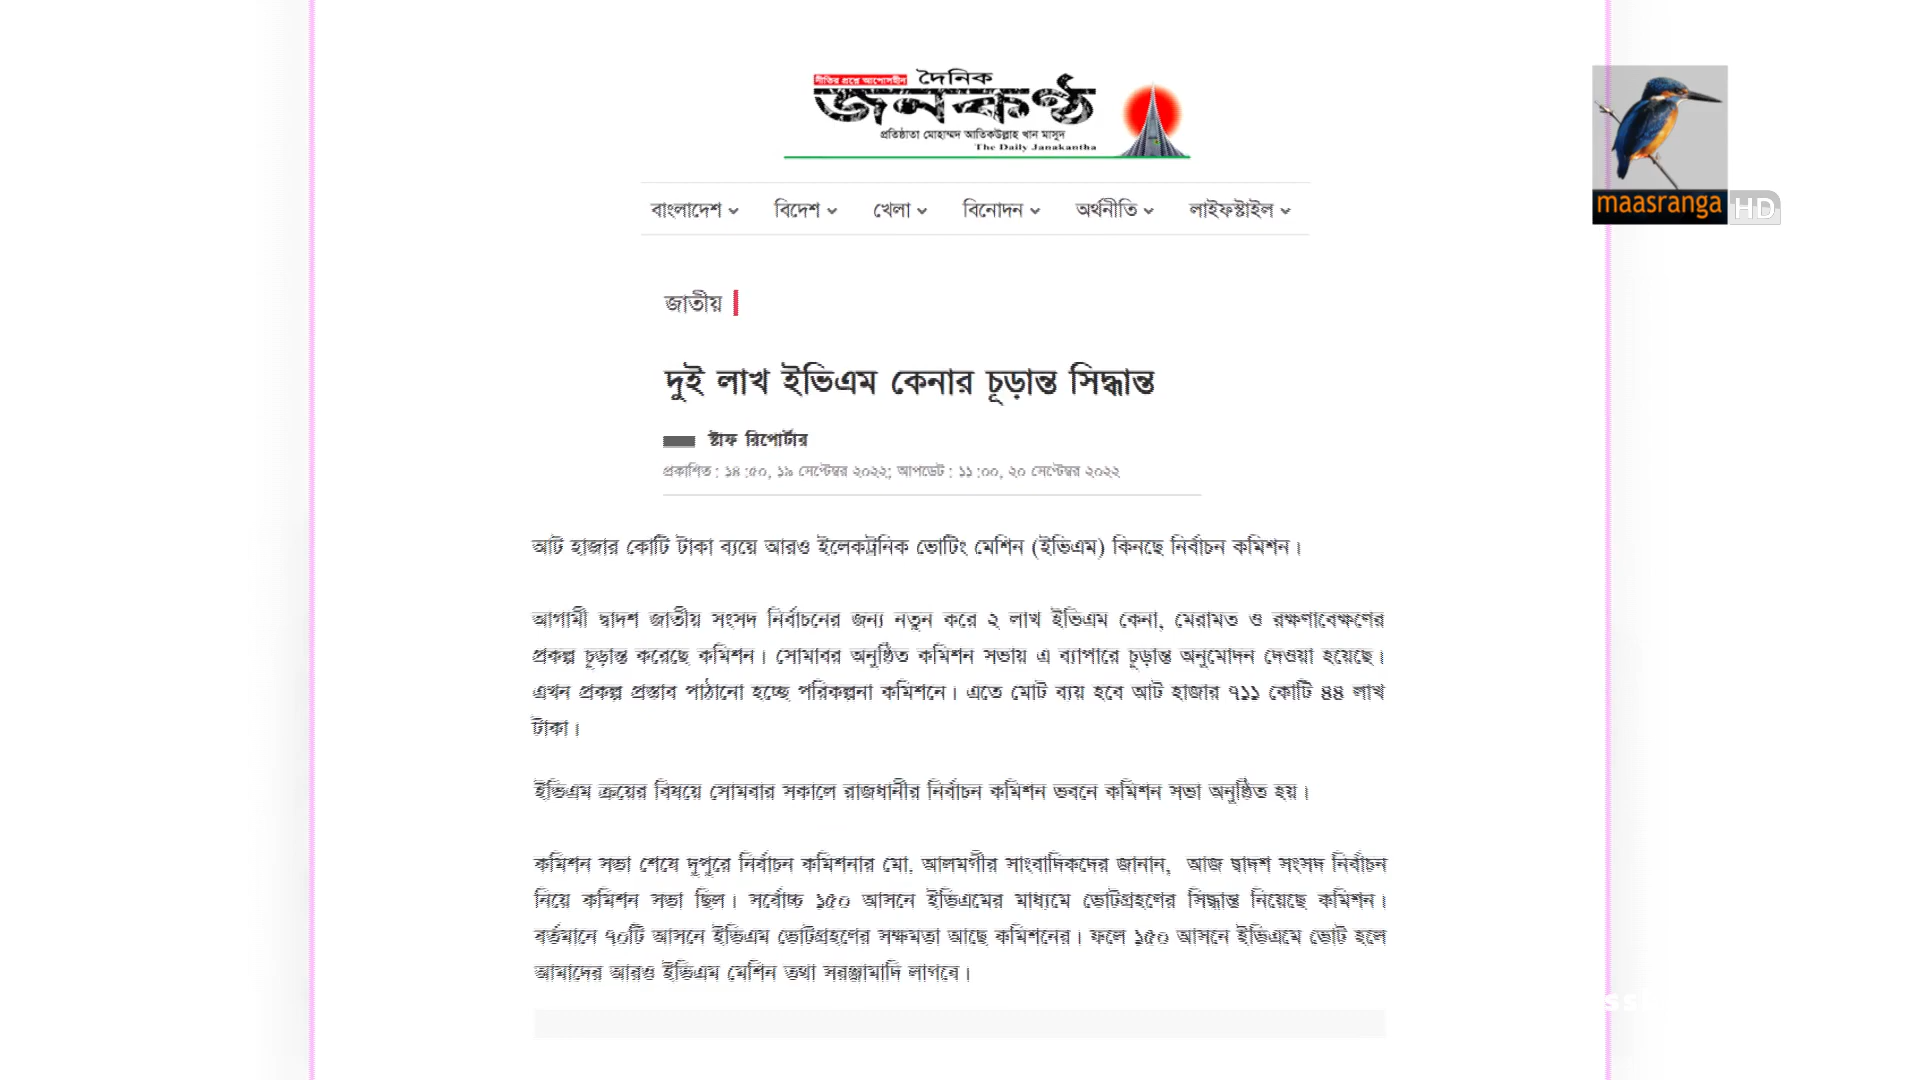 নীতির প্রশ্নে আপোসহীন
দৈনিক
জনকণ্ঠ
প্রতিষ্ঠাতা মোহাম্মদ আতিকউল্লাহ খান মাসুদ
The Daily Janakantha
maasranga HD
বাংলাদেশ বিদেশ খেলা বিনোদন অর্থনীতি লাইফস্টাইল
জাতীয়
দুই লাখ ইভিএম কেনার চূড়ান্ত সিদ্ধান্ত
স্টাফ রিপোর্টার
প্রকাশিত : ১৪:৫০, ১৯ সেপ্টেম্বর ২০২২; আপডেট : ১১:০০, ২০ সেপ্টেম্বর ২০২২
আট হাজার কোটি টাকা ব্যয়ে আরও ইলেকট্রনিক ভোটিং মেশিন (ইভিএম) কিনছে নির্বাচন কমিশন।
আগামী দ্বাদশ জাতীয় সংসদ নির্বাচনের জন্য নতুন করে ২ লাখ ইভিএম কেনা, মেরামত ও রক্ষণাবেক্ষণের
প্রকল্প চূড়ান্ত করেছে কমিশন। সোমাবর অনুষ্ঠিত কমিশন সভায় এ ব্যাপারে চূড়ান্ত অনুমোদন দেওয়া হয়েছে।
এখন প্রকল্প প্রস্তাব পাঠানো হচ্ছে পরিকল্পনা কমিশনে। এতে মোট ব্যয় হবে আট হাজার ৭১১ কোটি ৪৪ লাখ
টাকা।
ইভিএম ক্রয়ের বিষয়ে সোমবার সকালে রাজধানীর নির্বাচন কমিশন ভবনে কমিশন সভা অনুষ্ঠিত হয়।
কমিশন সভা শেষে দুপুরে নির্বাচন কমিশনার মো. আলমগীর সাংবাদিকদের জানান, আজ দ্বাদশ সংসদ নির্বাচন
নিয়ে কমিশন সভা ছিল। সর্বোচ্চ ১৫০ আসনে ইভিএমের মাধ্যমে ভোটগ্রহণের সিদ্ধান্ত নিয়েছে কমিশন।
বর্তমানে ৭০টি আসনে ইভিএম ভোটগ্রহণের সক্ষমতা আছে কমিশনের। ফলে ১৫০ আসনে ইভিএমে ভোট হলে
আমাদের আরও ইভিএম মেশিন তথা সরঞ্জামাদি লাগবে।